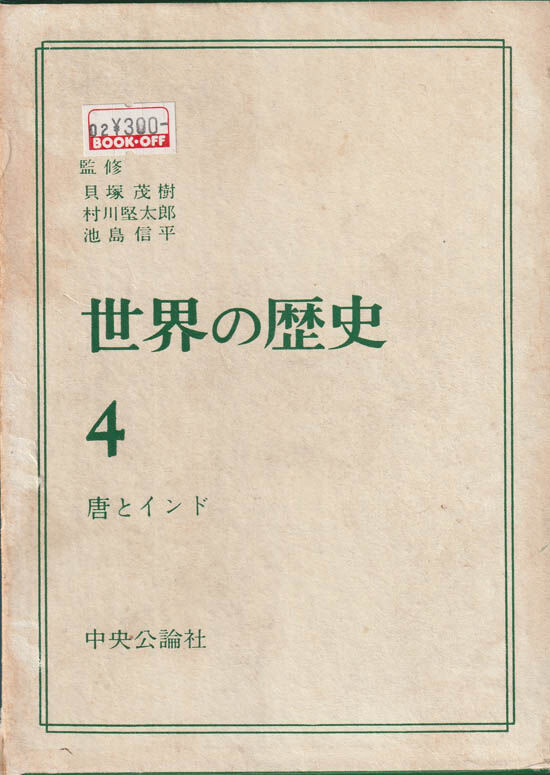 02¥300-
BOOK・OFF
監修
貝塚茂樹
村川堅太郎
池島信平
世界の歴史
4
唐とインド
中央公論社